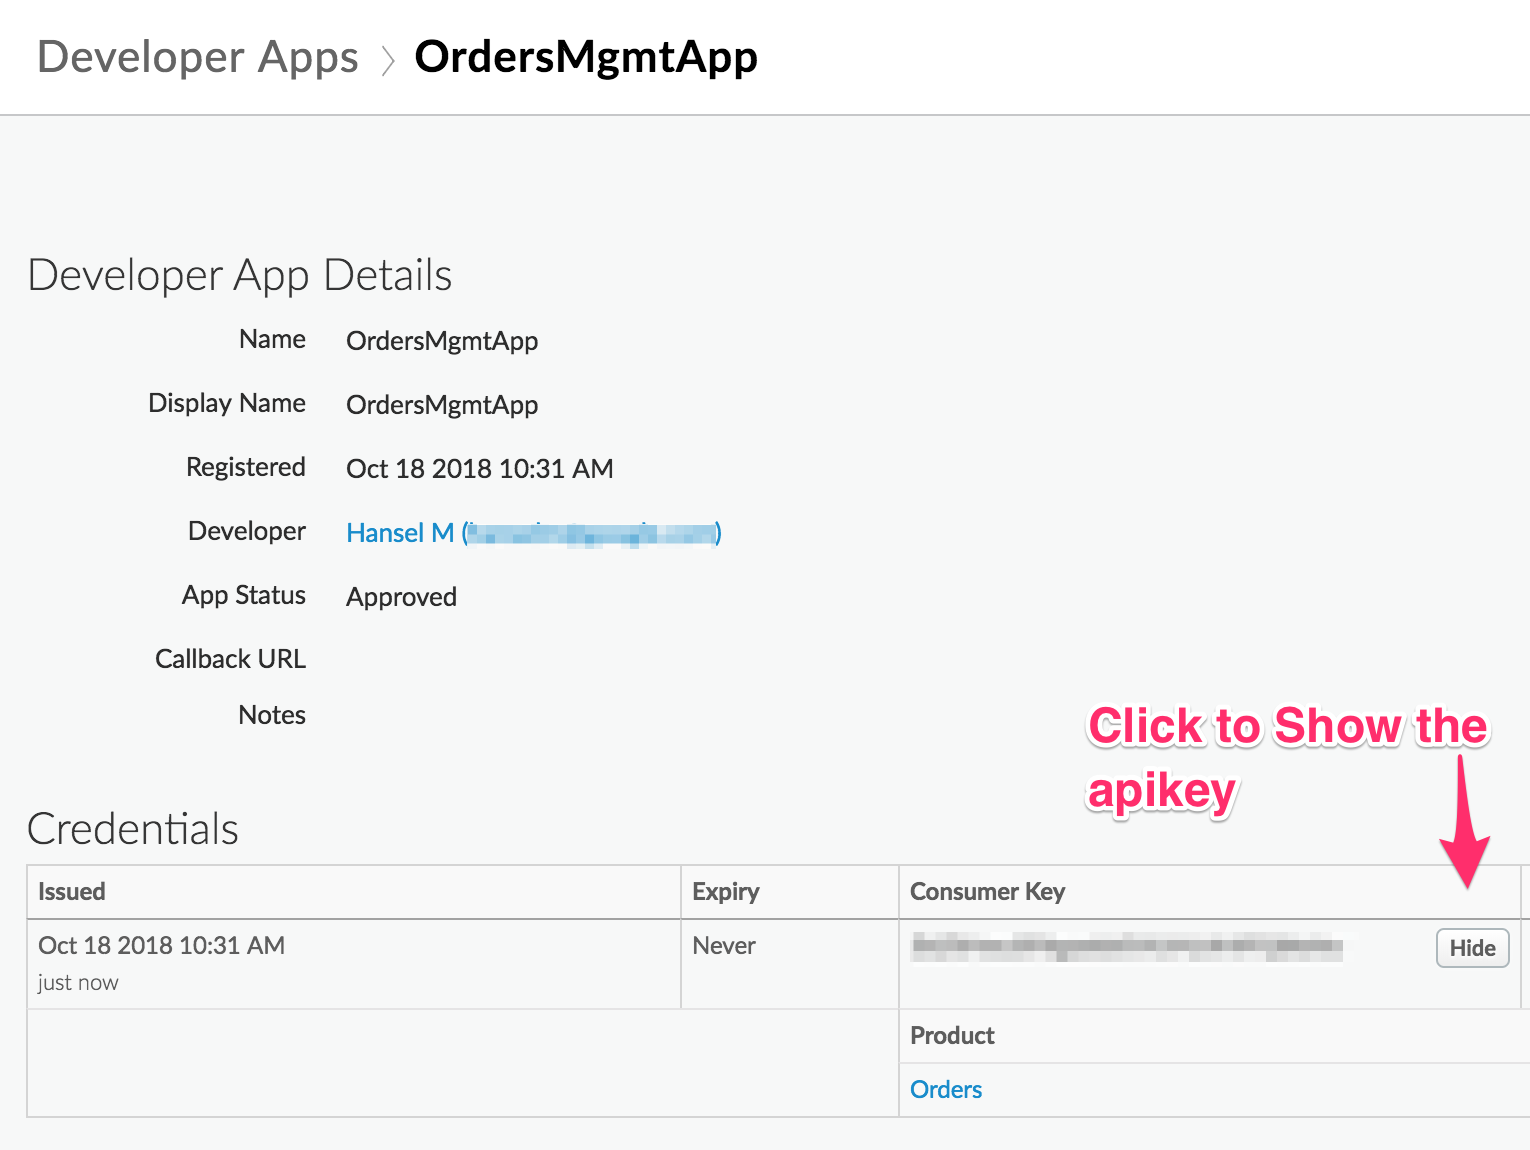 Developer Apps > OrdersMgmtApp
Developer App Details
Name OrdersMgmtApp
Display Name OrdersMgmtApp
Registered Oct 18 2018 10:31 AM
Developer Hansel M ( )
App Status Approved
Callback URL
Notes
Click to Show the
apikey
Credentials
Issued Expiry Consumer Key
Oct 18 2018 10:31 AM Never Hide
just now
Product
Orders